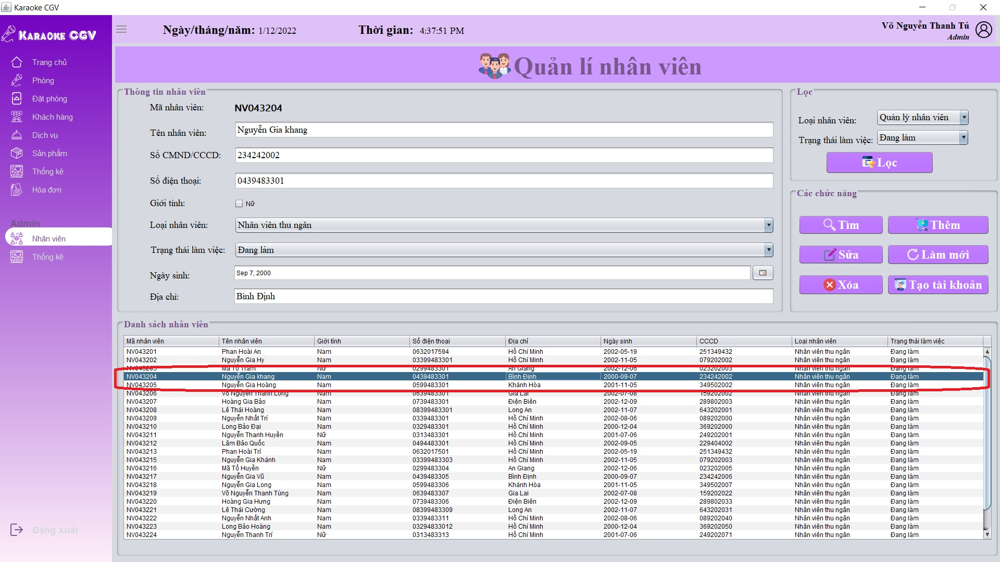 Karaoke CGV
KARAOKE CGV
Ngày/tháng/năm: 1/12/2022 Thời gian: 4:37:51 PM
Võ Nguyễn Thanh Tú
Admin
Trang chủ
Phòng
Đặt phòng
Khách hàng
Dịch vụ
Sản phẩm
Thống kê
Hóa đơn
Admin
Nhân viên
Thống kê
Đăng xuất
Quản lí nhân viên
Thông tin nhân viên
Mã nhân viên: NV043204
Tên nhân viên: Nguyễn Gia khang
Số CMND/CCCD: 234242002
Số điện thoại: 0439483301
Giới tính: Nữ
Loại nhân viên: Nhân viên thu ngân
Trạng thái làm việc: Đang làm
Ngày sinh: Sep 7, 2000
Địa chỉ: Bình Định
Lọc
Loại nhân viên: Quản lý nhân viên
Trạng thái làm việc: Đang làm
Lọc
Các chức năng
Tìm Thêm
Sửa Làm mới
Xóa Tạo tài khoản
Danh sách nhân viên
Mã nhân viên Tên nhân viên Giới tính Số điện thoại Địa chỉ Ngày sinh CCCD Loại nhân viên Trạng thái làm việc
NV043201 Phan Hoài An Nam 0632017594 Hồ Chí Minh 2002-05-19 251349432 Nhân viên thu ngân Đang làm
NV043202 Nguyễn Gia Hy Nam 03399483301 Hồ Chí Minh 2002-11-05 079202002 Nhân viên thu ngân Đang làm
NV043203 Mã Tố Trâm Nữ 0299483301 An Giang 2002-12-06 023202003 Nhân viên thu ngân Đang làm
NV043204 Nguyễn Gia khang Nam 0439483301 Bình Định 2000-09-07 234242002 Nhân viên thu ngân Đang làm
NV043205 Nguyễn Gia Hoàng Nam 0599483301 Khánh Hòa 2001-11-05 349502002 Nhân viên thu ngân Đang làm
NV043206 Võ Nguyễn Thành Long Nam 0639483301 Gia Lai 2002-07-08 159202002 Nhân viên thu ngân Đang làm
NV043207 Hoàng Gia Bảo Nam 0739483301 Điện Biên 2002-12-09 289802003 Nhân viên thu ngân Đang làm
NV043208 Lê Thái Hoàng Nam 08399483301 Long An 2002-11-07 643202001 Nhân viên thu ngân Đang làm
NV043209 Nguyễn Nhất Trí Nam 0339483301 Hồ Chí Minh 2002-08-06 089202000 Nhân viên thu ngân Đang làm
NV043210 Long Bảo Đại Nam 0329483301 Hồ Chí Minh 2000-12-04 369202000 Nhân viên thu ngân Đang làm
NV043211 Nguyễn Thanh Huyền Nữ 0313483301 Hồ Chí Minh 2001-07-06 249202001 Nhân viên thu ngân Đang làm
NV043212 Lâm Bảo Quốc Nam 0494483301 Hồ Chí Minh 2002-09-05 229404002 Nhân viên thu ngân Đang làm
NV043213 Phan Hoài Trí Nam 0632017501 Hồ Chí Minh 2002-05-19 251349432 Nhân viên thu ngân Đang làm
NV043215 Nguyễn Gia Khánh Nam 03399483303 Hồ Chí Minh 2002-11-05 079202003 Nhân viên thu ngân Đang làm
NV043216 Mã Tố Huyền Nữ 0299483304 An Giang 2002-12-06 023202005 Nhân viên thu ngân Đang làm
NV043217 Nguyễn Gia Vũ Nam 0439483305 Bình Định 2000-09-07 234242006 Nhân viên thu ngân Đang làm
NV043218 Nguyễn Gia Long Nam 0599483306 Khánh Hòa 2001-11-05 349502007 Nhân viên thu ngân Đang làm
NV043219 Võ Nguyễn Thanh Tùng Nam 0639483307 Gia Lai 2002-07-08 159202022 Nhân viên thu ngân Đang làm
NV043220 Hoàng Gia Hưng Nam 0739483306 Điện Biên 2002-12-09 289802033 Nhân viên thu ngân Đang làm
NV043221 Lê Thái Cường Nam 08399483309 Long An 2002-11-07 643202031 Nhân viên thu ngân Đang làm
NV043222 Nguyễn Nhất Anh Nam 0339483311 Hồ Chí Minh 2002-08-06 089202040 Nhân viên thu ngân Đang làm
NV043223 Long Bảo Hoàng Nam 03294833012 Hồ Chí Minh 2000-12-04 369202050 Nhân viên thu ngân Đang làm
NV043224 Nguyễn Thanh Trí Nữ 0313483313 Hồ Chí Minh 2001-07-06 249202071 Nhân viên thu ngân Đang làm